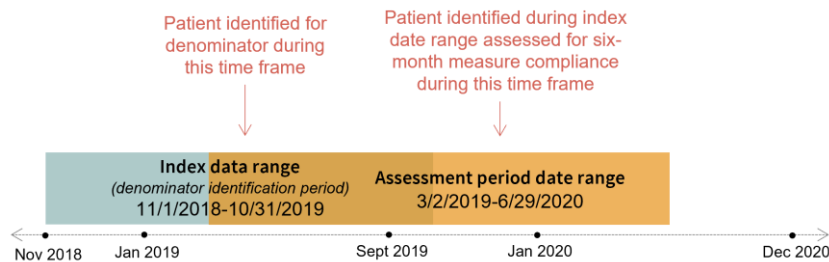 Patient identified for
denominator during
this time frame
Patient identified during index
date range assessed for six-
month measure compliance
during this time frame
Index data range
(denominator identification period)
11/1/2018-10/31/2019
Assessment period date range
3/2/2019-6/29/2020
Nov 2018
Jan 2019
Sept 2019
Jan 2020
Dec 2020